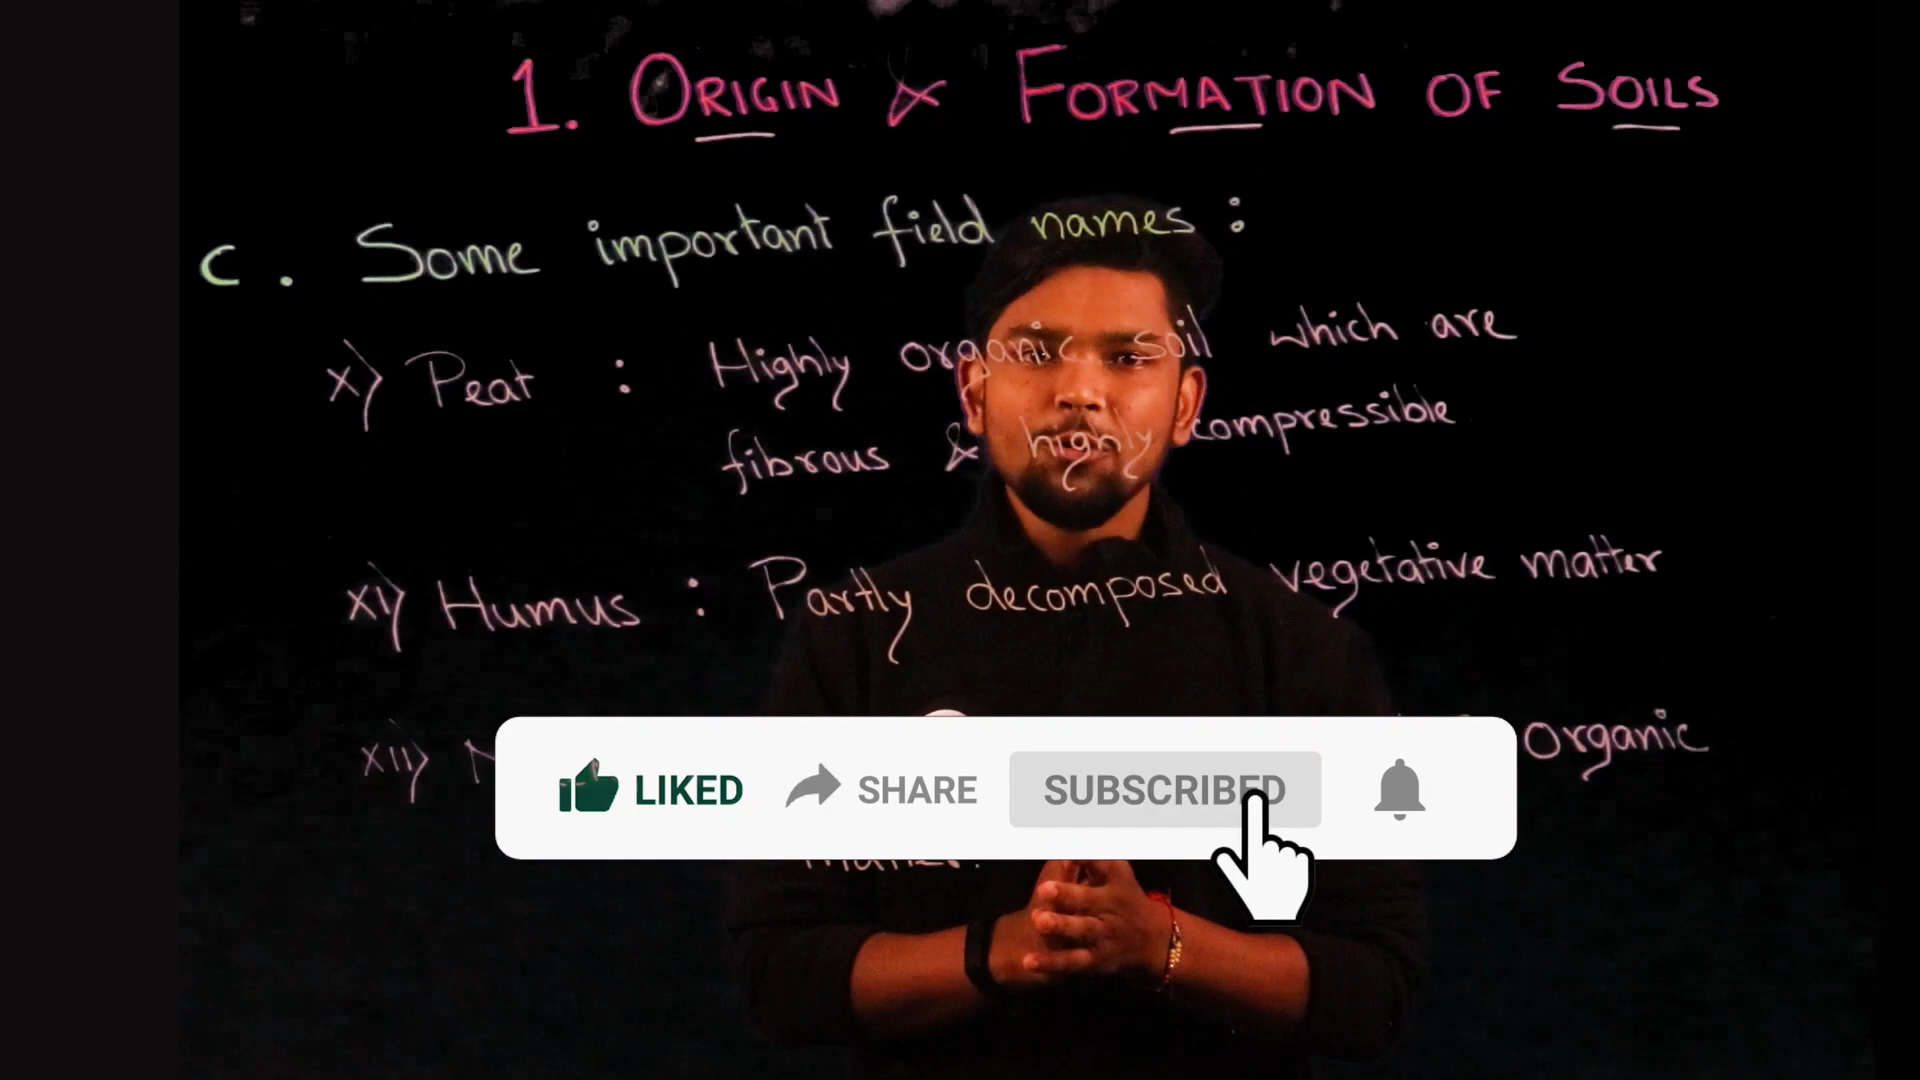 1. ORIGIN & FORMATION OF SOILS
C. Some important field names :
x) Peat : Highly organic soil which are
fibrous & highly compressible
xi) Humus : Partly decomposed vegetative matter
xii) organic
LIKED SHARE SUBSCRIBED